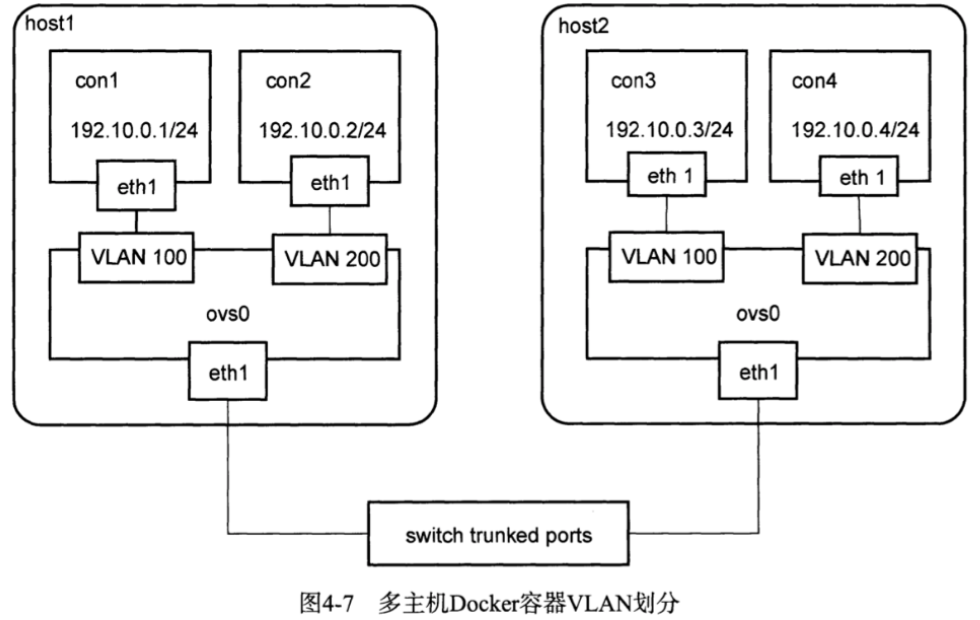 host1
con1
192.10.0.1/24
eth1
con2
192.10.0.2/24
eth1
VLAN 100
VLAN 200
ovs0
eth1
host2
con3
192.10.0.3/24
eth 1
con4
192.10.0.4/24
eth 1
VLAN 100
VLAN 200
ovs0
eth1
switch trunked ports
图4-7 多主机Docker容器VLAN划分